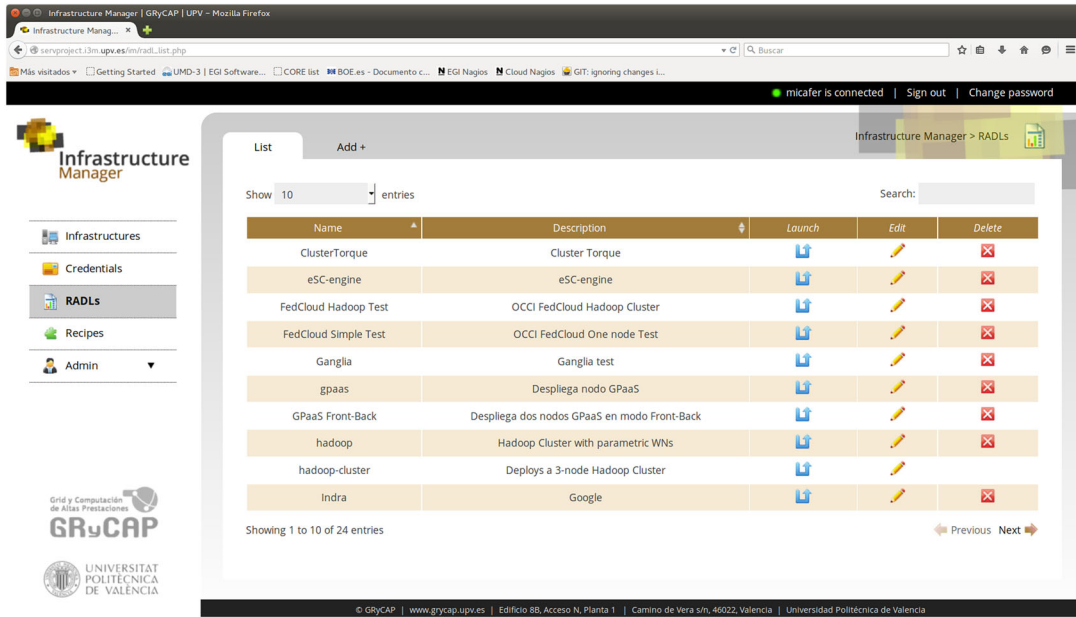 Infrastructure Manager | GRyCAP | UPV – Mozilla Firefox
Infrastructure Manag... ×
servproject.i3m.upv.es/im/radl_list.php
Buscar
Más visitados Getting Started UMD-3 | EGI Software... CORE list BOE.es - Documento c... EGI Nagios Cloud Nagios GIT: ignoring changes i...
micafer is connected | Sign out | Change password
Infrastructure Manager
List Add +
Infrastructure Manager > RADLs
Show 10 entries
Search:
Infrastructures
Credentials
RADLs
Recipes
Admin
Name Description Launch Edit Delete
ClusterTorque Cluster Torque
eSC-engine eSC-engine
FedCloud Hadoop Test OCCI FedCloud Hadoop Cluster
FedCloud Simple Test OCCI FedCloud One node Test
Ganglia Ganglia test
gpaas Despliega nodo GPaaS
GPaaS Front-Back Despliega dos nodos GPaaS en modo Front-Back
hadoop Hadoop Cluster with parametric WNs
hadoop-cluster Deploys a 3-node Hadoop Cluster
Indra Google
Showing 1 to 10 of 24 entries
Previous Next
Grid y Computación
de Altas Prestaciones
GRyCAP
UNIVERSITAT
POLITÈCNICA
DE VALÈNCIA
© GRyCAP | www.grycap.upv.es | Edificio 8B, Acceso N, Planta 1 | Camino de Vera s/n, 46022, Valencia | Universidad Politécnica de Valencia